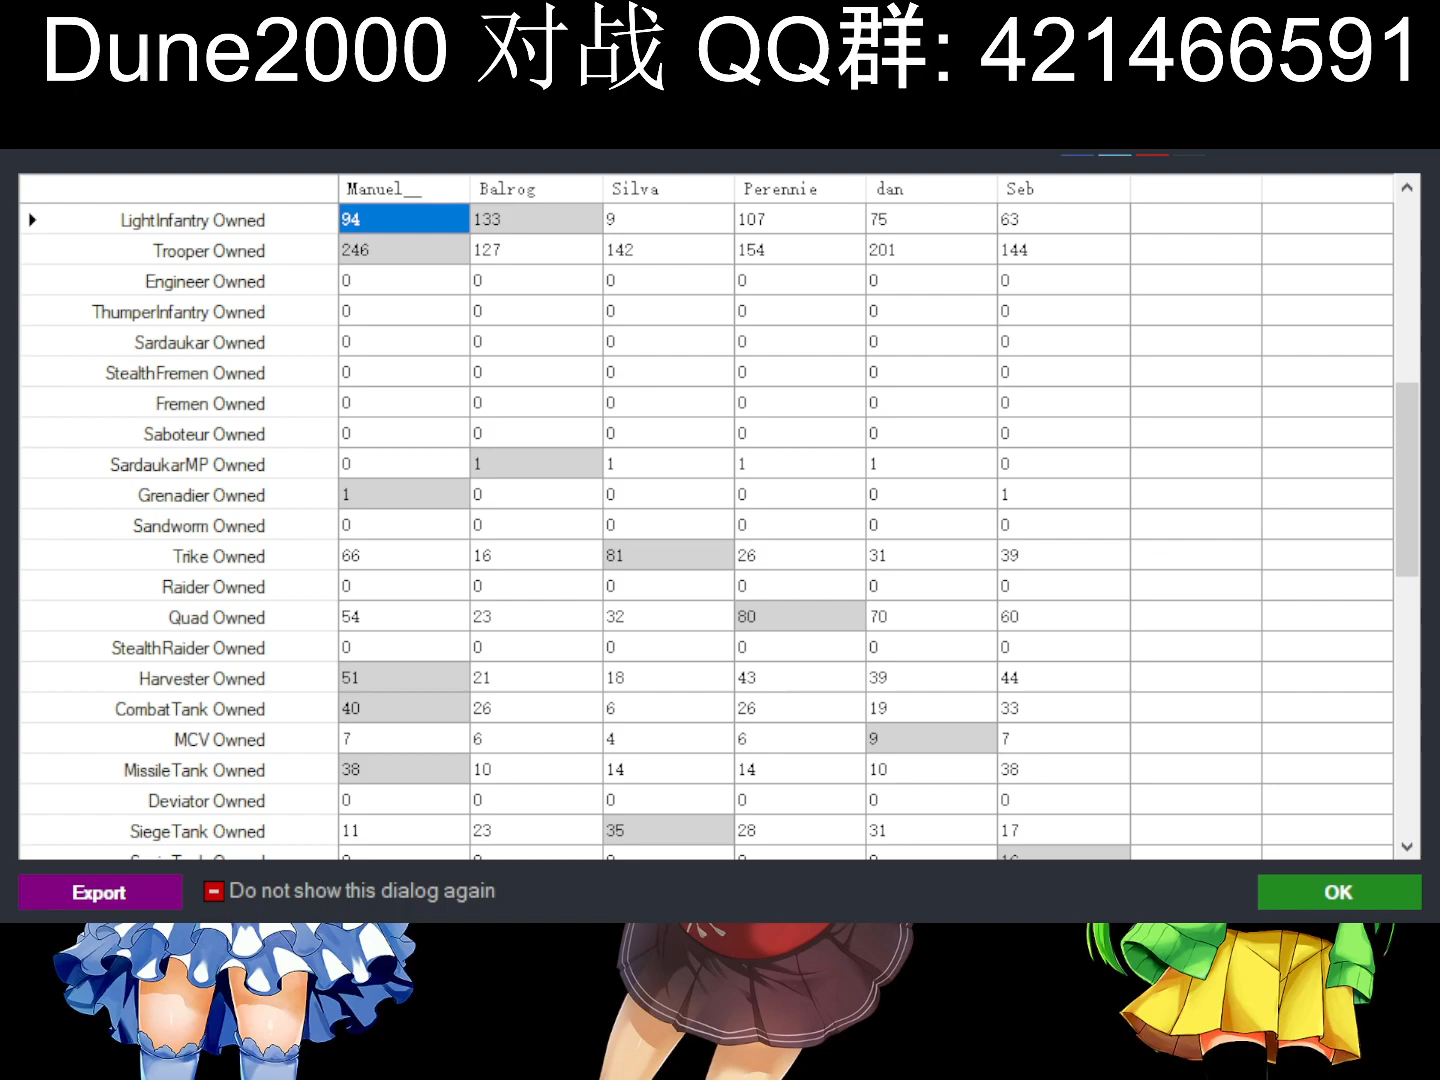 Dune2000 对战 QQ群: 421466591
Manuel__ Balrog Silva Perennie dan Seb
LightInfantry Owned 94 133 9 107 75 63
Trooper Owned 246 127 142 154 201 144
Engineer Owned 0 0 0 0 0 0
ThumperInfantry Owned 0 0 0 0 0 0
Sardaukar Owned 0 0 0 0 0 0
StealthFremen Owned 0 0 0 0 0 0
Fremen Owned 0 0 0 0 0 0
Saboteur Owned 0 0 0 0 0 0
SardaukarMP Owned 0 1 1 1 1 0
Grenadier Owned 1 0 0 0 0 1
Sandworm Owned 0 0 0 0 0 0
Trike Owned 66 16 81 26 31 39
Raider Owned 0 0 0 0 0 0
Quad Owned 54 23 32 80 70 60
StealthRaider Owned 0 0 0 0 0 0
Harvester Owned 51 21 18 43 39 44
CombatTank Owned 40 26 6 26 19 33
MCV Owned 7 6 4 6 9 7
MissileTank Owned 38 10 14 14 10 38
Deviator Owned 0 0 0 0 0 0
SiegeTank Owned 11 23 35 28 31 17
Export Do not show this dialog again OK